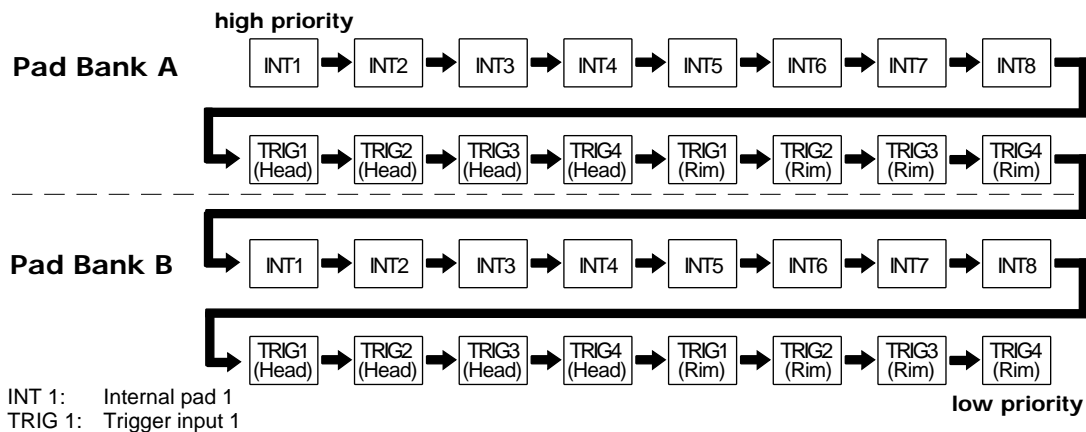 high priority
Pad Bank A
INT1 INT2 INT3 INT4 INT5 INT6 INT7 INT8
TRIG1 TRIG2 TRIG3 TRIG4 TRIG1 TRIG2 TRIG3 TRIG4
(Head) (Head) (Head) (Head) (Rim) (Rim) (Rim) (Rim)
Pad Bank B
INT1 INT2 INT3 INT4 INT5 INT6 INT7 INT8
TRIG1 TRIG2 TRIG3 TRIG4 TRIG1 TRIG2 TRIG3 TRIG4
(Head) (Head) (Head) (Head) (Rim) (Rim) (Rim) (Rim)
low priority
INT 1: Internal pad 1
TRIG 1: Trigger input 1